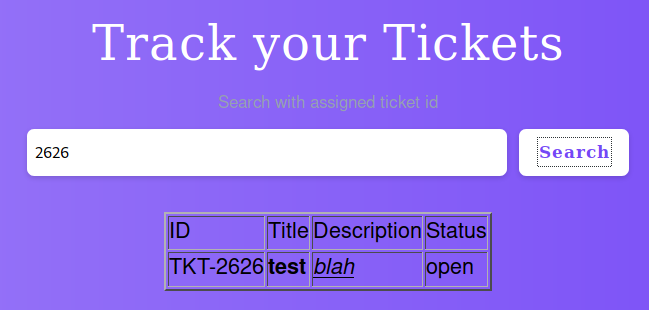 Track your Tickets
Search with assigned ticket id
2626 Search
ID Title Description Status
TKT-2626 test blah open